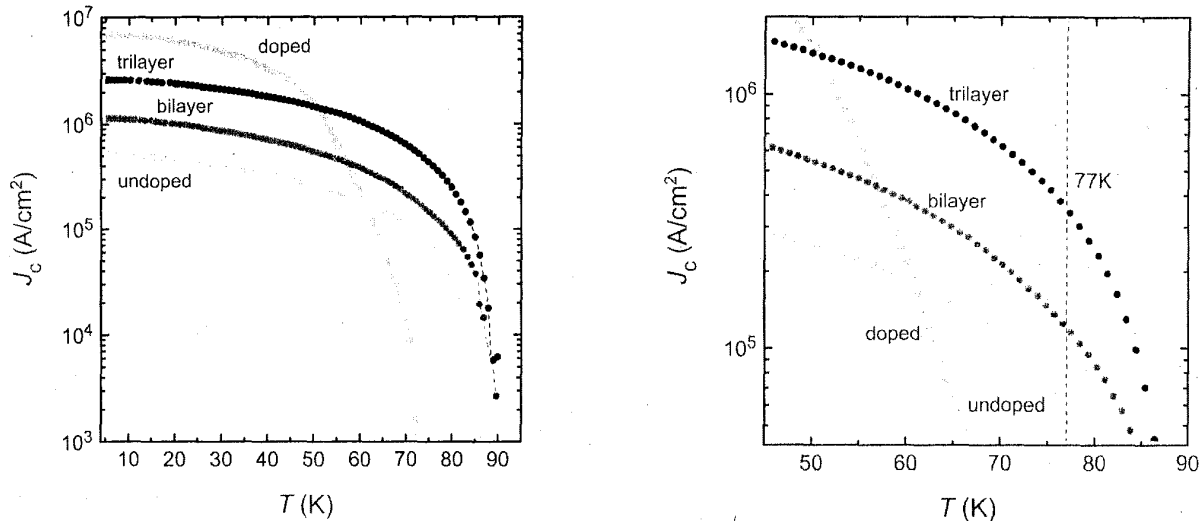 10⁷
10⁶
10⁵
10⁴
10³
J_c (A/cm²)
doped
trilayer
bilayer
undoped
10 20 30 40 50 60 70 80 90
T (K)
10⁶
10⁵
J_c (A/cm²)
trilayer
77K
bilayer
doped
undoped
50 60 70 80 90
T (K)